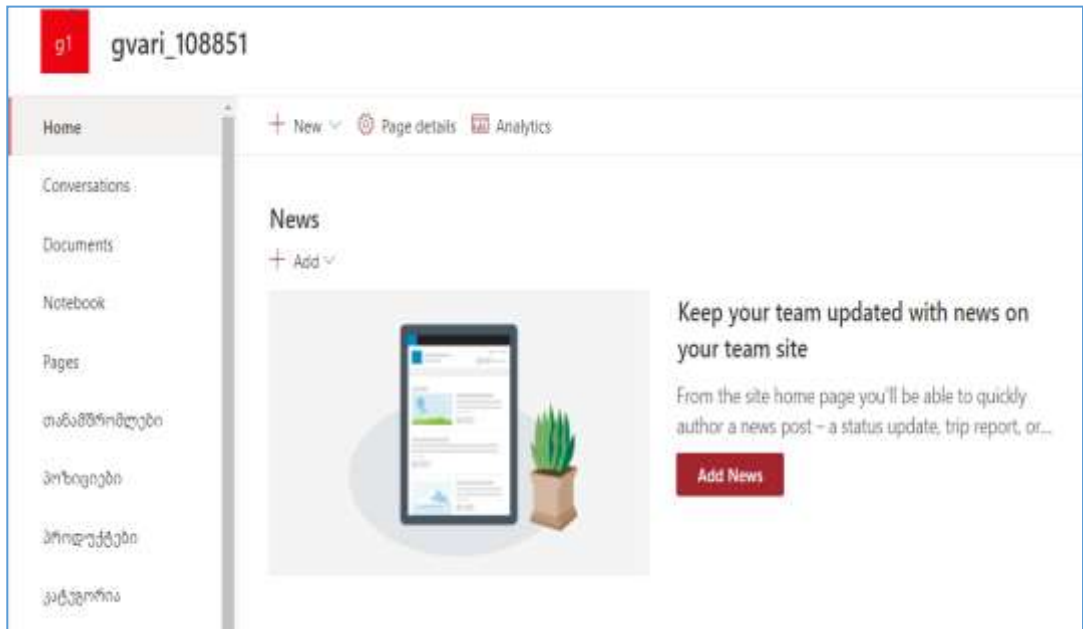 g1
gvari_108851
Home
Conversations
Documents
Notebook
Pages
თანამშრომლები
პოზიციები
პროდუქტები
კატეგორია
New
Page details
Analytics
News
Add
Keep your team updated with news on
your team site
From the site home page you'll be able to quickly
author a news post – a status update, trip report, or...
Add News